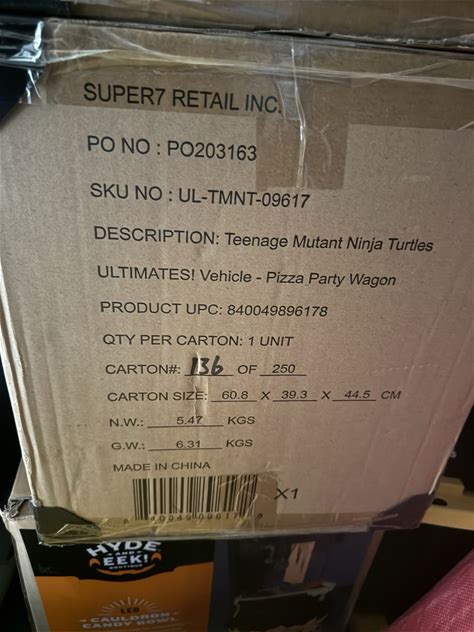 SUPER7 RETAIL INC.
PO NO : PO203163
SKU NO : UL-TMNT-09617
DESCRIPTION: Teenage Mutant Ninja Turtles
ULTIMATES! Vehicle - Pizza Party Wagon
PRODUCT UPC: 840049896178
QTY PER CARTON: 1 UNIT
CARTON#: 136 OF 250
CARTON SIZE: 60.8 X 39.3 X 44.5 CM
N.W.: 5.47 KGS
G.W.: 6.31 KGS
MADE IN CHINA
X1
HYDE
AND
EEK!
BOUTIQUE
LED
CAULDRON
CANDY BOWL